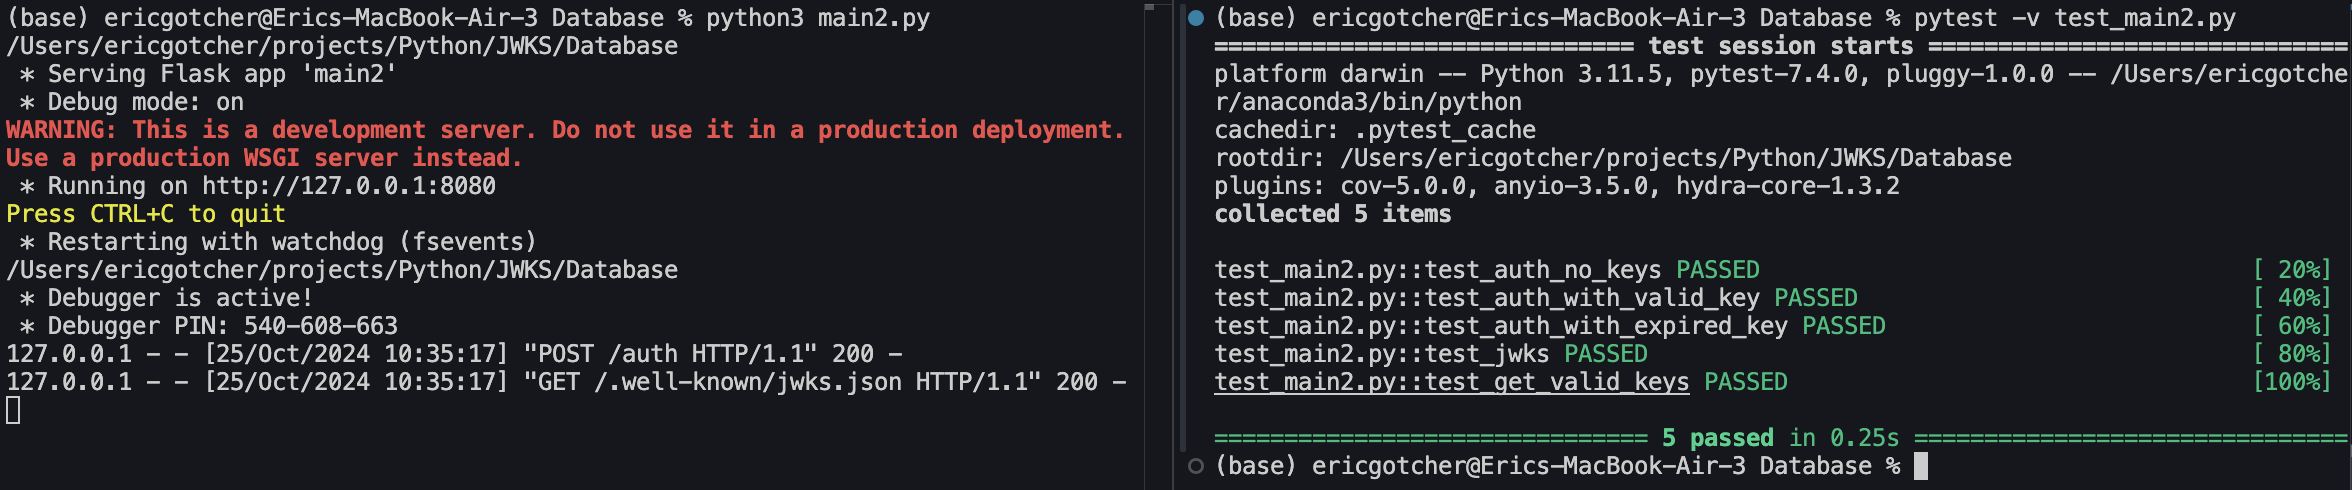 (base) ericgotcher@Erics-MacBook-Air-3 Database % python3 main2.py
/Users/ericgotcher/projects/Python/JWKS/Database
 * Serving Flask app 'main2'
 * Debug mode: on
WARNING: This is a development server. Do not use it in a production deployment.
Use a production WSGI server instead.
 * Running on http://127.0.0.1:8080
Press CTRL+C to quit
 * Restarting with watchdog (fsevents)
/Users/ericgotcher/projects/Python/JWKS/Database
 * Debugger is active!
 * Debugger PIN: 540-608-663
127.0.0.1 - - [25/Oct/2024 10:35:17] "POST /auth HTTP/1.1" 200 -
127.0.0.1 - - [25/Oct/2024 10:35:17] "GET /.well-known/jwks.json HTTP/1.1" 200 -
(base) ericgotcher@Erics-MacBook-Air-3 Database % pytest -v test_main2.py
============================== test session starts ==============================
platform darwin -- Python 3.11.5, pytest-7.4.0, pluggy-1.0.0 -- /Users/ericgotche
r/anaconda3/bin/python
cachedir: .pytest_cache
rootdir: /Users/ericgotcher/projects/Python/JWKS/Database
plugins: cov-5.0.0, anyio-3.5.0, hydra-core-1.3.2
collected 5 items
test_main2.py::test_auth_no_keys PASSED [ 20%]
test_main2.py::test_auth_with_valid_key PASSED [ 40%]
test_main2.py::test_auth_with_expired_key PASSED [ 60%]
test_main2.py::test_jwks PASSED [ 80%]
test_main2.py::test_get_valid_keys PASSED [100%]
=============================== 5 passed in 0.25s ===============================
(base) ericgotcher@Erics-MacBook-Air-3 Database %